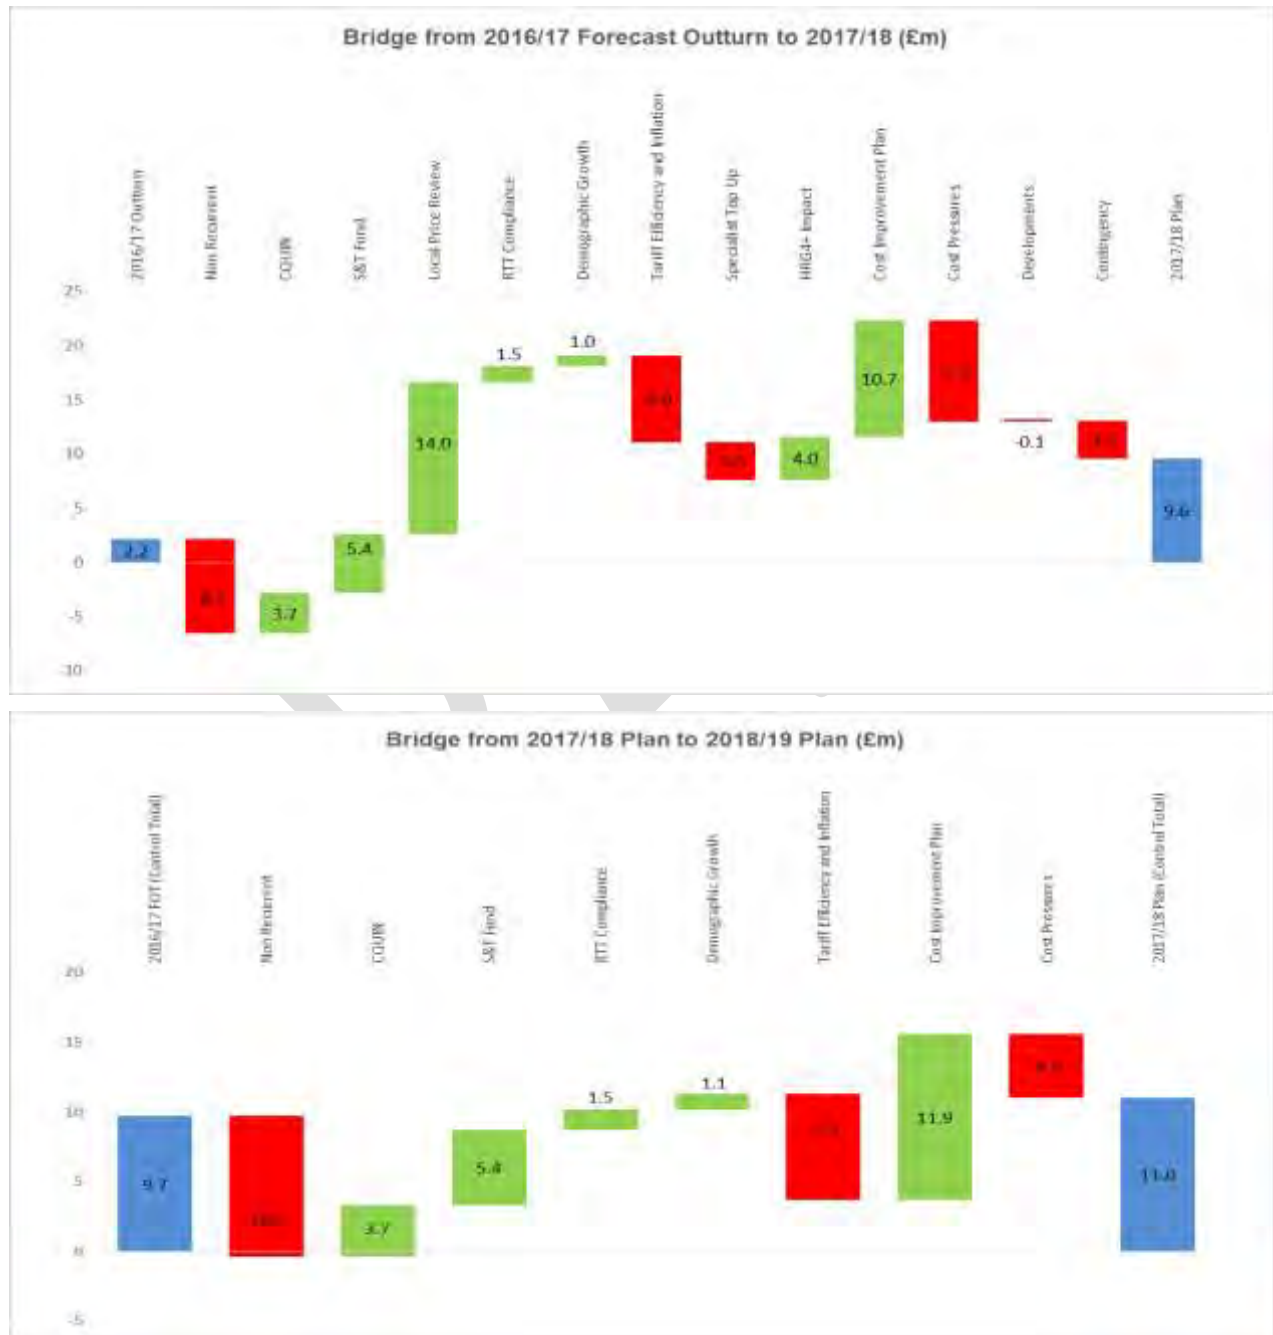 Bridge from 2016/17 Forecast Outturn to 2017/18 (£m)
2016/17 Outturn
Non Recurrent
CQUIN
S&T Fund
Local Price Review
RTT Compliance
Demographic Growth
Tariff Efficiency and Inflation
Specialist Top Up
HRG4+ Impact
Cost Improvement Plan
Cost Pressures
Developments
Contingency
2017/18 Plan
25
20
15
10
5
0
-5
10
2.2
3.7
5.4
14.0
1.5
1.0
4.0
10.7
-0.1
9.6
Bridge from 2017/18 Plan to 2018/19 Plan (£m)
2016/17 FOT (Control Total)
Non Recurrent
CQUIN
S&T Fund
RTT Compliance
Demographic Growth
Tariff Efficiency and Inflation
Cost Improvement Plan
Cost Pressures
2017/18 Plan (Control Total)
20
15
10
5
0
-5
9.7
3.7
5.4
1.5
1.1
11.9
11.0